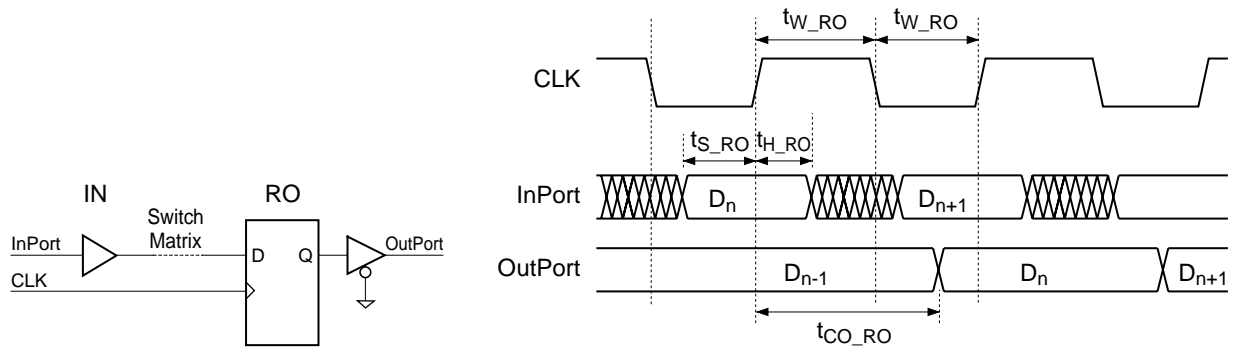 IN
RO
Switch
Matrix
InPort
CLK
D
Q
OutPort
tW_RO
tW_RO
CLK
tS_RO
tH_RO
InPort
Dn
Dn+1
OutPort
Dn-1
Dn
Dn+1
tCO_RO